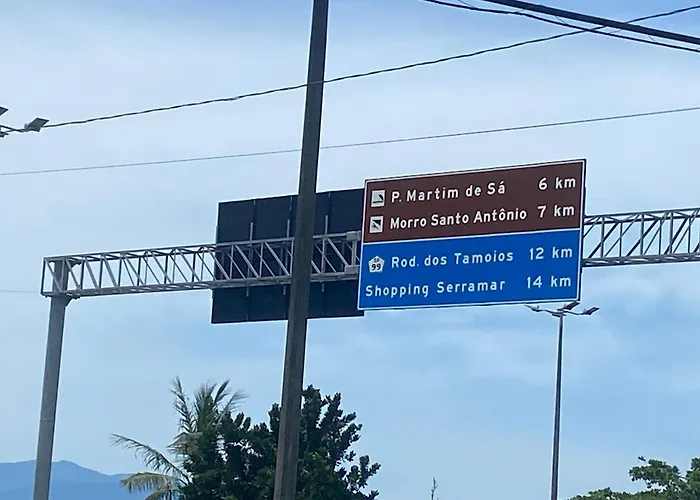 P. Martim de Sá 6 km
Morro Santo Antônio 7 km
SP 99 Rod. dos Tamoios 12 km
Shopping Serramar 14 km